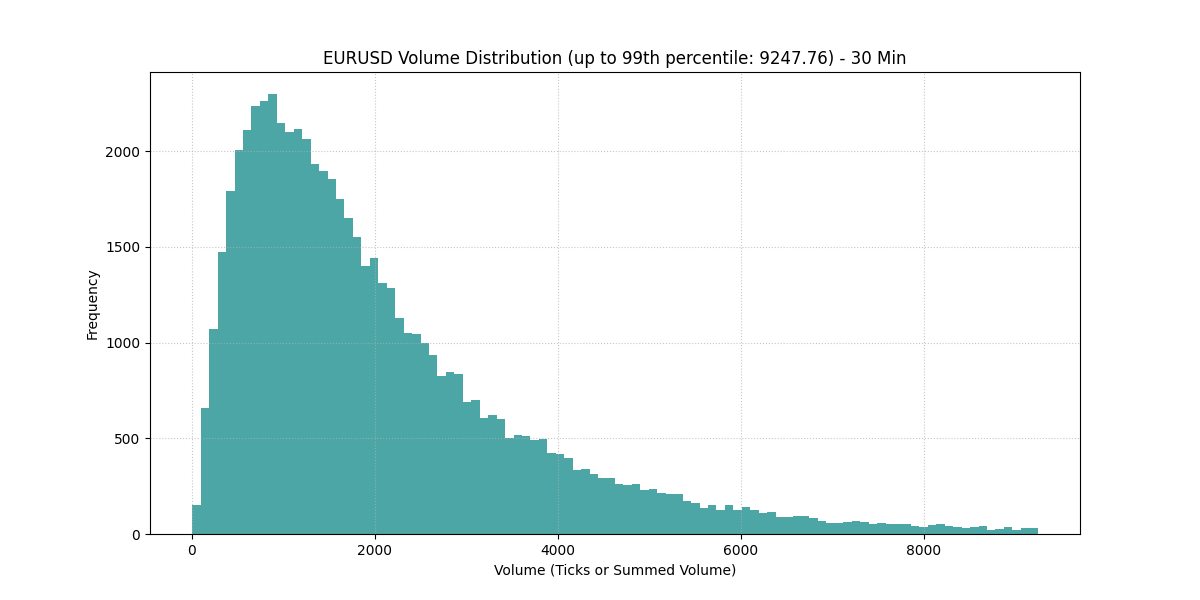 EURUSD Volume Distribution (up to 99th percentile: 9247.76) - 30 Min
Frequency
2000
1500
1000
500
0
0 2000 4000 6000 8000
Volume (Ticks or Summed Volume)